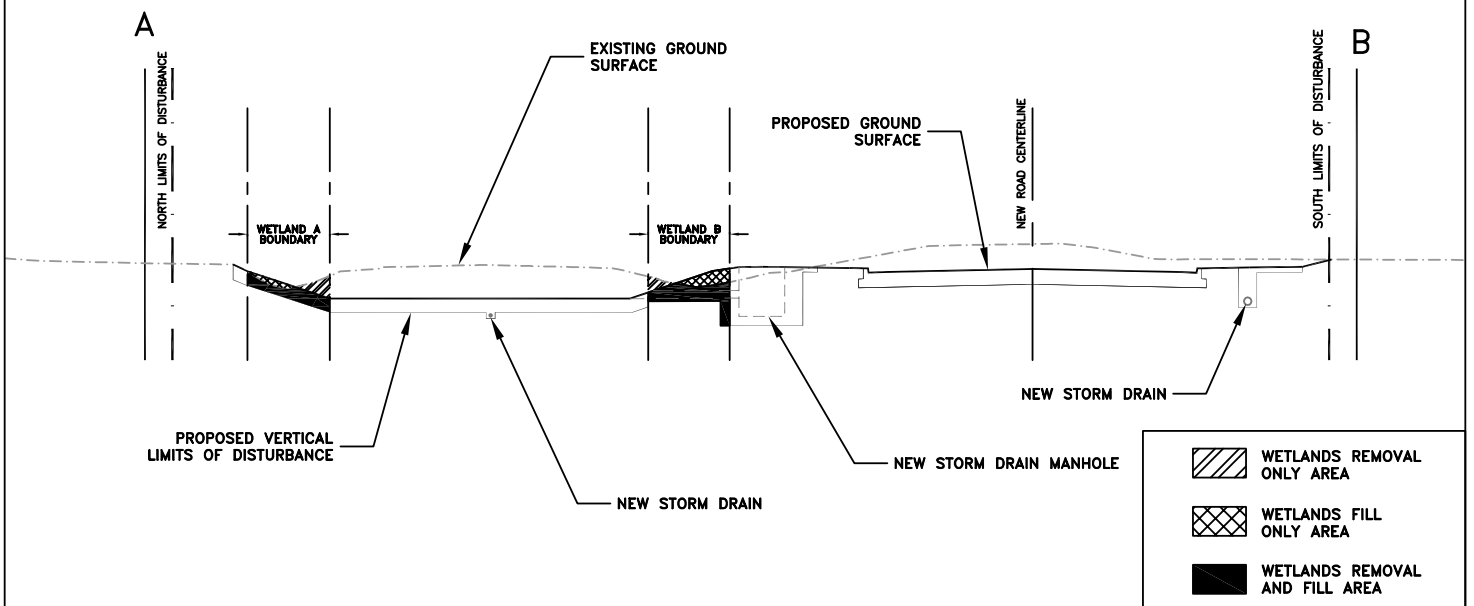 A
B
NORTH LIMITS OF DISTURBANCE
EXISTING GROUND
SURFACE
PROPOSED GROUND
SURFACE
NEW ROAD CENTERLINE
SOUTH LIMITS OF DISTURBANCE
WETLAND A
BOUNDARY
WETLAND B
BOUNDARY
PROPOSED VERTICAL
LIMITS OF DISTURBANCE
NEW STORM DRAIN
NEW STORM DRAIN MANHOLE
NEW STORM DRAIN
WETLANDS REMOVAL
ONLY AREA
WETLANDS FILL
ONLY AREA
WETLANDS REMOVAL
AND FILL AREA